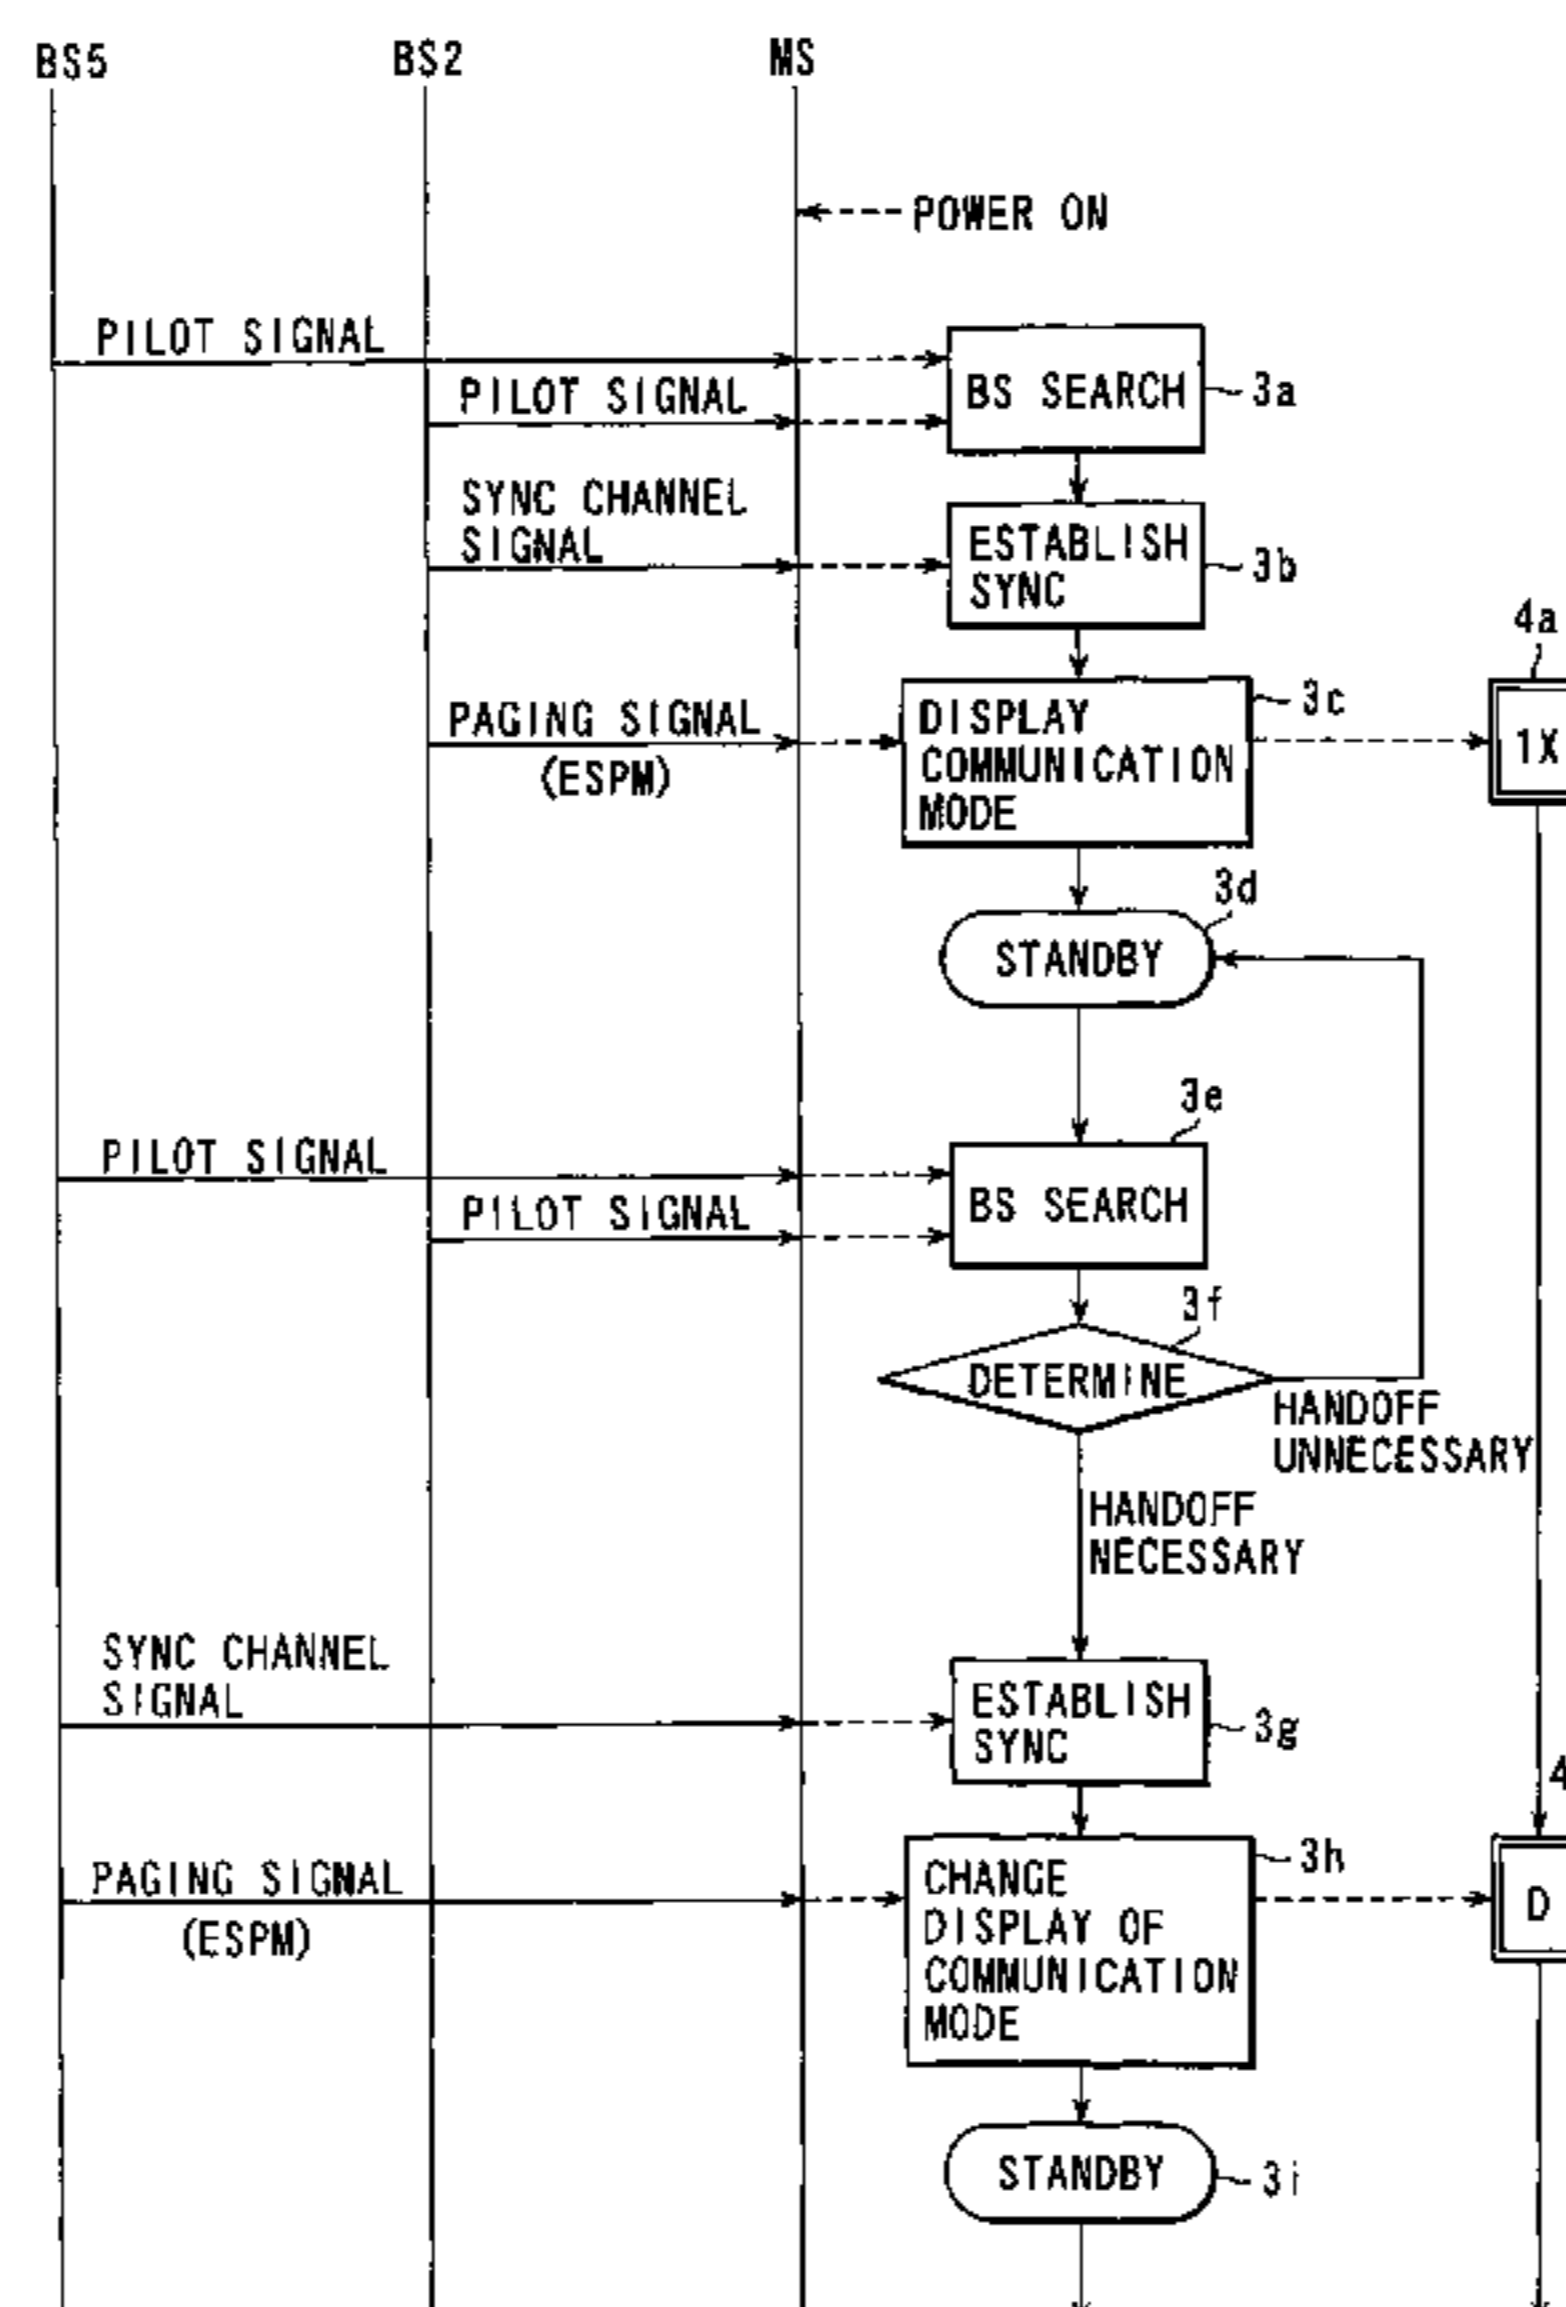 BS5 BS2 MS
POWER ON
PILOT SIGNAL
PILOT SIGNAL
BS SEARCH
3a
SYNC CHANNEL
SIGNAL
ESTABLISH
SYNC
3b
4a
PAGING SIGNAL
(ESPM)
DISPLAY
COMMUNICATION
MODE
3c
1X
3d
STANDBY
3e
PILOT SIGNAL
PILOT SIGNAL
BS SEARCH
3f
DETERMINE
HANDOFF
UNNECESSARY
HANDOFF
NECESSARY
SYNC CHANNEL
SIGNAL
ESTABLISH
SYNC
3g
4
PAGING SIGNAL
(ESPM)
CHANGE
DISPLAY OF
COMMUNICATION
MODE
3h
D
STANDBY
3i